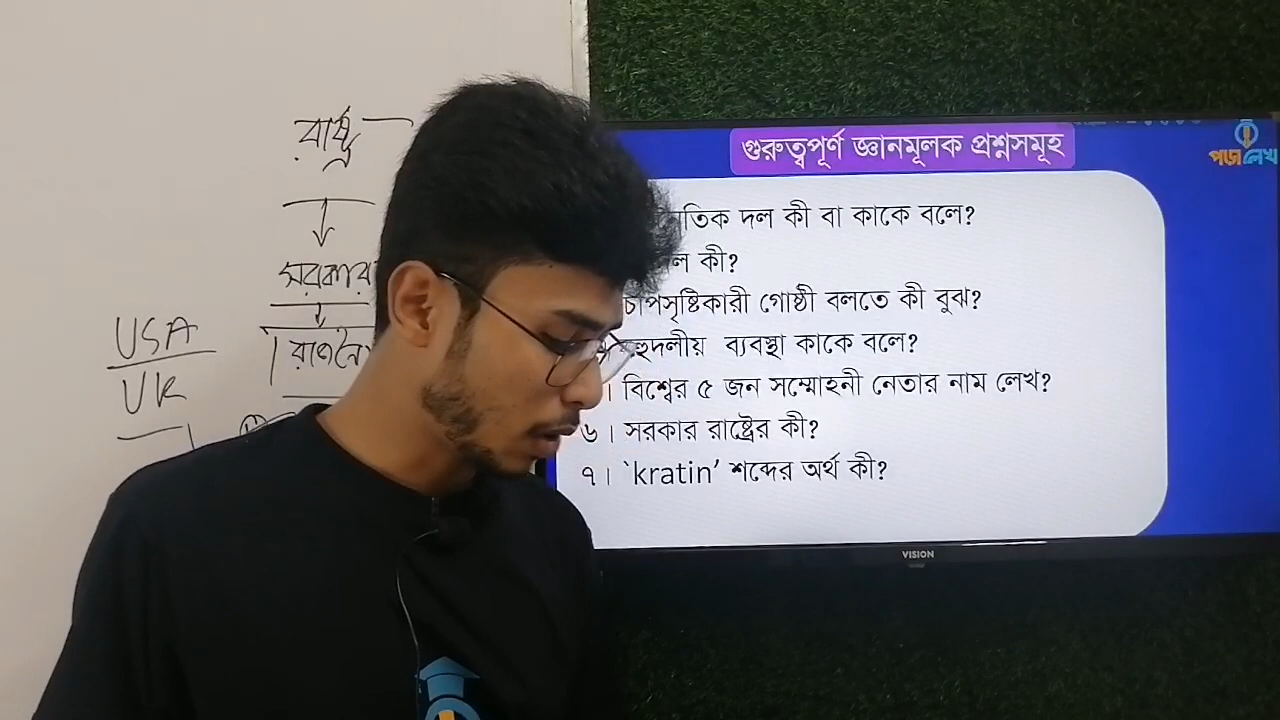 রাষ্ট্র
সরকার
USA
UK
গুরুত্বপূর্ণ জ্ঞানমূলক প্রশ্নসমূহ
পড়ালেখ
দল কী বা কাকে বলে?
কী?
চাপসৃষ্টিকারী গোষ্ঠী বলতে কী বুঝ?
ব্যবস্থা কাকে বলে?
। বিশ্বের ৫ জন সম্মোহনী নেতার নাম লেখ?
৬। সরকার রাষ্ট্রের কী?
৭। `kratin’ শব্দের অর্থ কী?
VISION